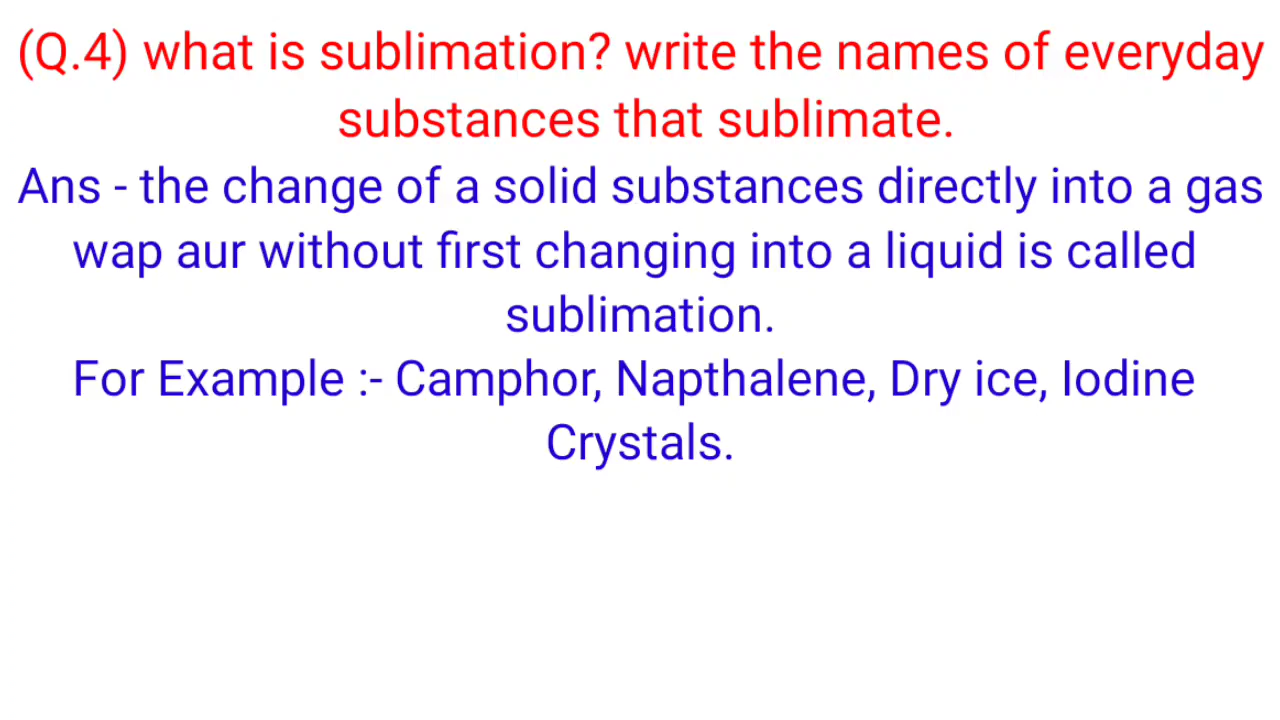 (Q.4) what is sublimation? write the names of everyday
substances that sublimate.
Ans - the change of a solid substances directly into a gas
wap aur without first changing into a liquid is called
sublimation.
For Example :- Camphor, Napthalene, Dry ice, Iodine
Crystals.